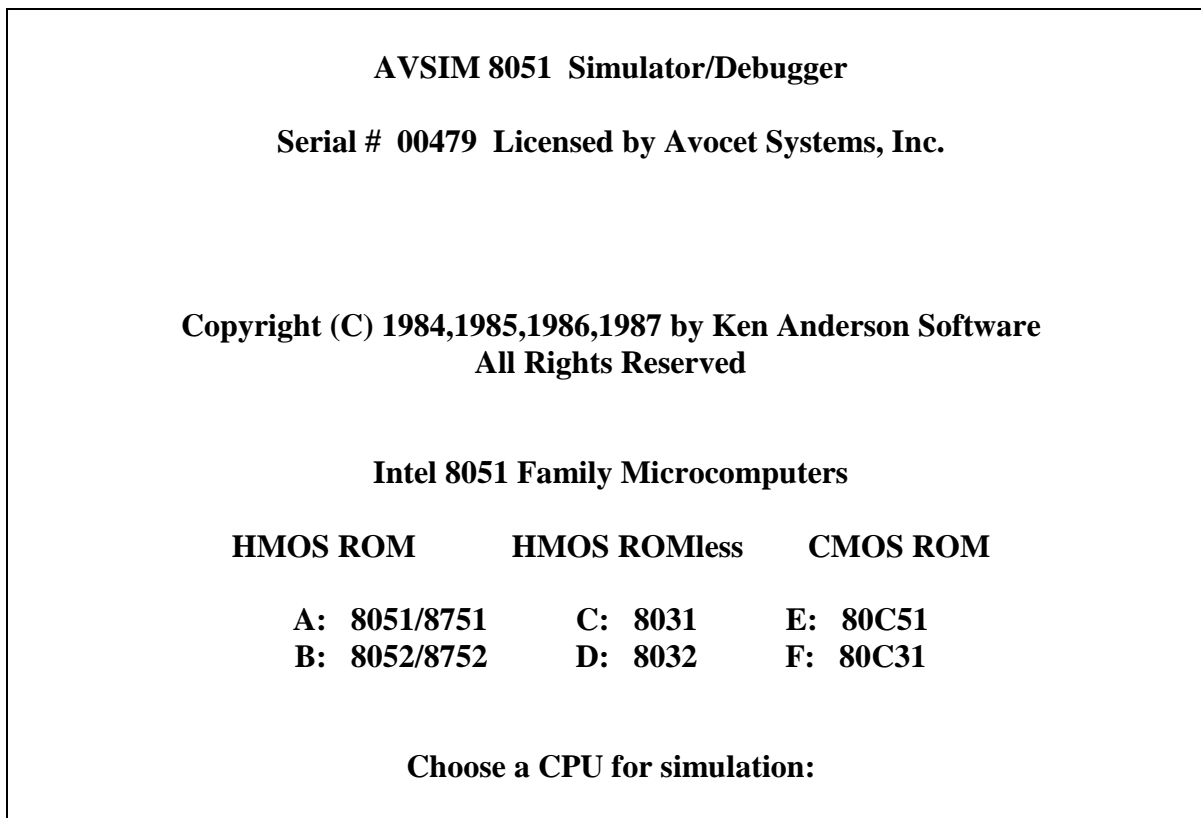 AVSIM 8051 Simulator/Debugger
Serial # 00479 Licensed by Avocet Systems, Inc.
Copyright (C) 1984,1985,1986,1987 by Ken Anderson Software
All Rights Reserved
Intel 8051 Family Microcomputers
HMOS ROM HMOS ROMless CMOS ROM
A: 8051/8751 C: 8031 E: 80C51
B: 8052/8752 D: 8032 F: 80C31
Choose a CPU for simulation: